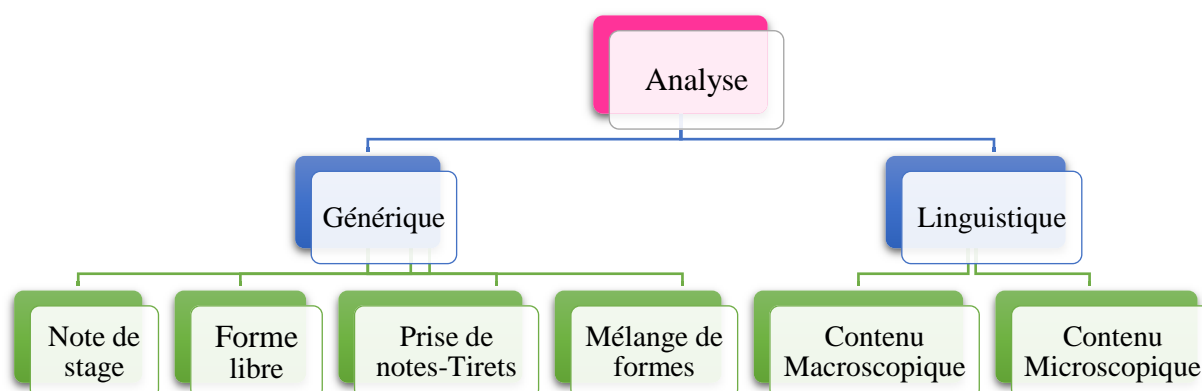 Analyse
Générique
Linguistique
Note de
stage
Forme
libre
Prise de
notes-Tirets
Mélange de
formes
Contenu
Macroscopique
Contenu
Microscopique